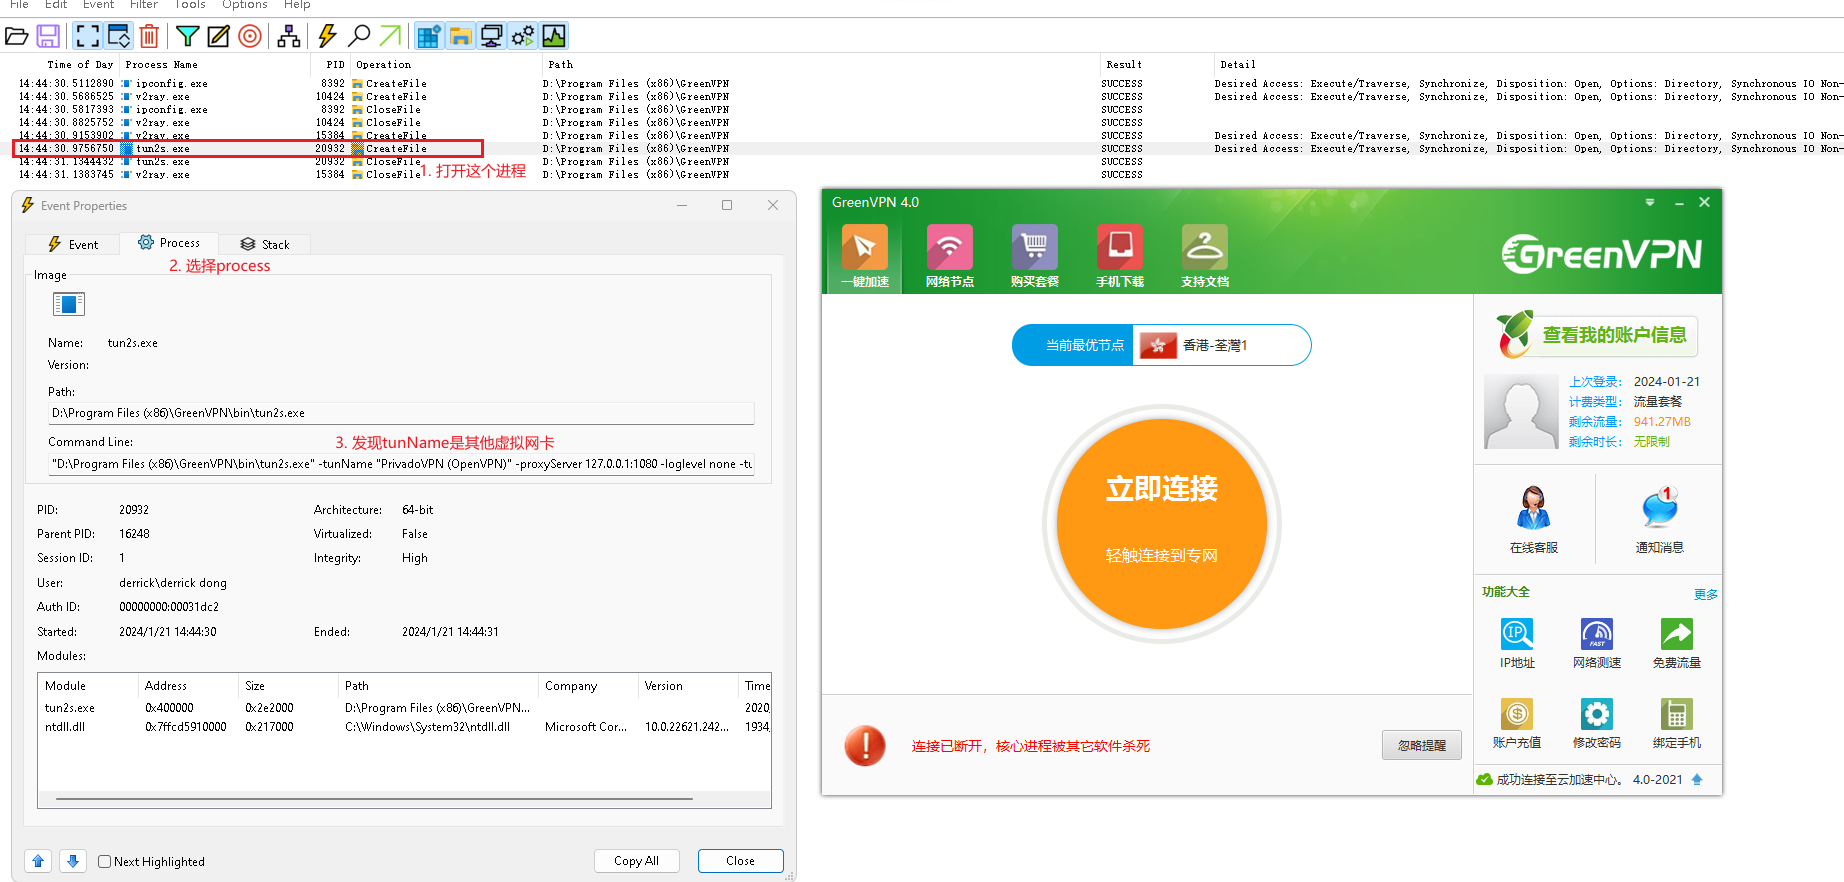 File Edit Event Filter Tools Options Help
Time of Day Process Name PID Operation Path Result Detail
14:44:30.5112890 ipconfig.exe 8392 CreateFile D:\Program Files (x86)\GreenVPN SUCCESS Desired Access: Execute/Traverse, Synchronize, Disposition: Open, Options: Directory, Synchronous IO Non-
14:44:30.5686525 v2ray.exe 10424 CreateFile D:\Program Files (x86)\GreenVPN SUCCESS Desired Access: Execute/Traverse, Synchronize, Disposition: Open, Options: Directory, Synchronous IO Non-
14:44:30.5817393 ipconfig.exe 8392 CloseFile D:\Program Files (x86)\GreenVPN SUCCESS
14:44:30.8825752 v2ray.exe 10424 CloseFile D:\Program Files (x86)\GreenVPN SUCCESS
14:44:30.9153902 v2ray.exe 15384 CreateFile D:\Program Files (x86)\GreenVPN SUCCESS Desired Access: Execute/Traverse, Synchronize, Disposition: Open, Options: Directory, Synchronous IO Non-
14:44:30.9756750 tun2s.exe 20932 CreateFile D:\Program Files (x86)\GreenVPN SUCCESS Desired Access: Execute/Traverse, Synchronize, Disposition: Open, Options: Directory, Synchronous IO Non-
14:44:31.1344432 tun2s.exe 20932 CloseFile D:\Program Files (x86)\GreenVPN SUCCESS
14:44:31.1383745 v2ray.exe 15384 CloseFile D:\Program Files (x86)\GreenVPN SUCCESS
1. 打开这个进程
Event Properties
Event Process Stack
2. 选择process
Image
Name: tun2s.exe
Version:
Path:
D:\Program Files (x86)\GreenVPN\bin\tun2s.exe
Command Line:
3. 发现tunName是其他虚拟网卡
"D:\Program Files (x86)\GreenVPN\bin\tun2s.exe" -tunName "PrivadoVPN (OpenVPN)" -proxyServer 127.0.0.1:1080 -loglevel none -tu
PID: 20932 Architecture: 64-bit
Parent PID: 16248 Virtualized: False
Session ID: 1 Integrity: High
User: derrick\derrick dong
Auth ID: 00000000:00031dc2
Started: 2024/1/21 14:44:30 Ended: 2024/1/21 14:44:31
Modules:
Module Address Size Path Company Version Time
tun2s.exe 0x400000 0x2e2000 D:\Program Files (x86)\GreenVPN... 2020,
ntdll.dll 0x7ffcd5910000 0x217000 C:\Windows\System32\ntdll.dll Microsoft Cor... 10.0.22621.242... 1934,
Next Highlighted
Copy All
Close
GreenVPN 4.0
一键加速 网络节点 购买套餐 手机下载 支持文档
GreenVPN
当前最优节点 香港-荃灣1
立即连接
轻触连接到专网
查看我的账户信息
上次登录: 2024-01-21
计费类型: 流量套餐
剩余流量: 941.27MB
剩余时长: 无限制
1
在线客服 通知消息
功能大全 更多
IP
FAST
IP地址 网络测速 免费流量
账户充值 修改密码 绑定手机
连接已断开，核心进程被其它软件杀死
忽略提醒
成功连接至云加速中心。 4.0-2021